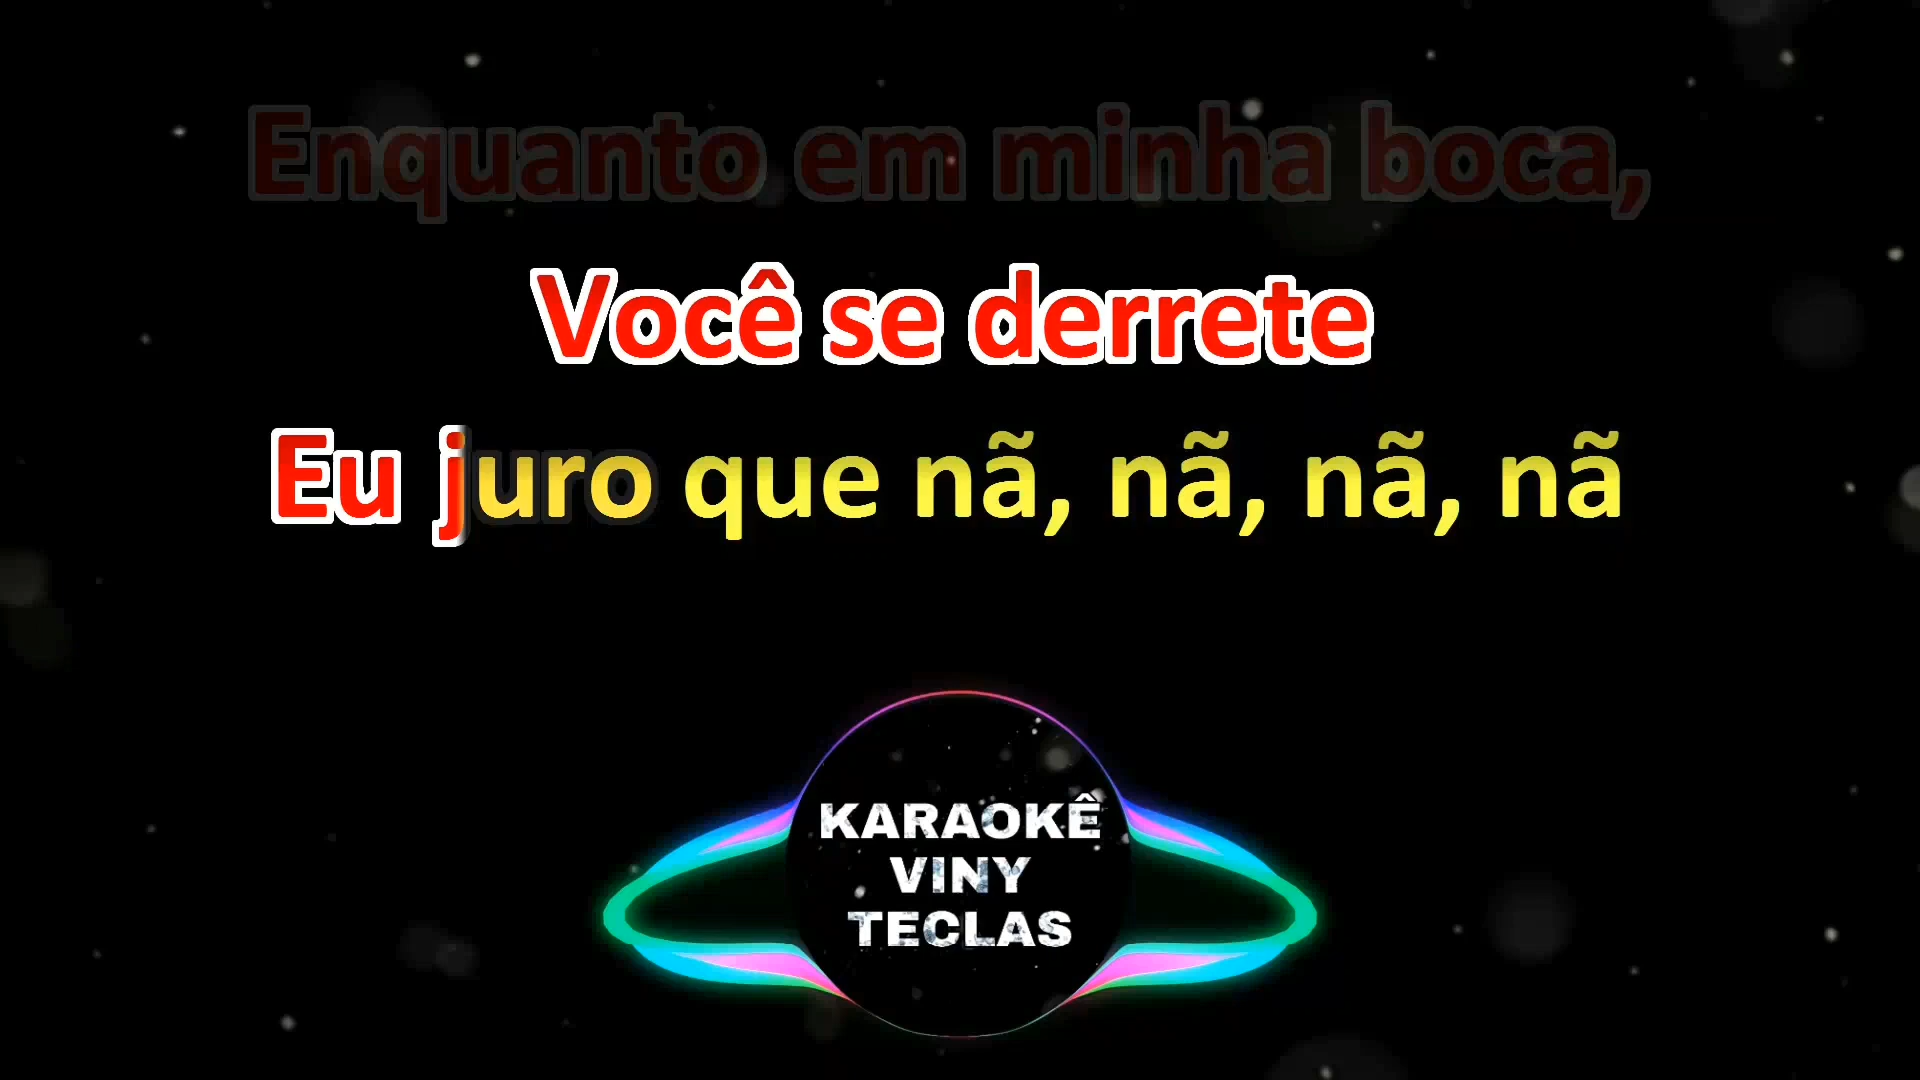 Enquanto em minha boca,
Você se derrete
Eu juro que nã, nã, nã, nã
KARAOKÊ
VINY
TECLAS